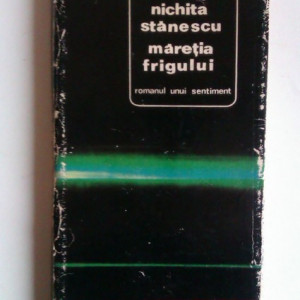 nichita
stănescu
măreția
frigului
romanul unui sentiment